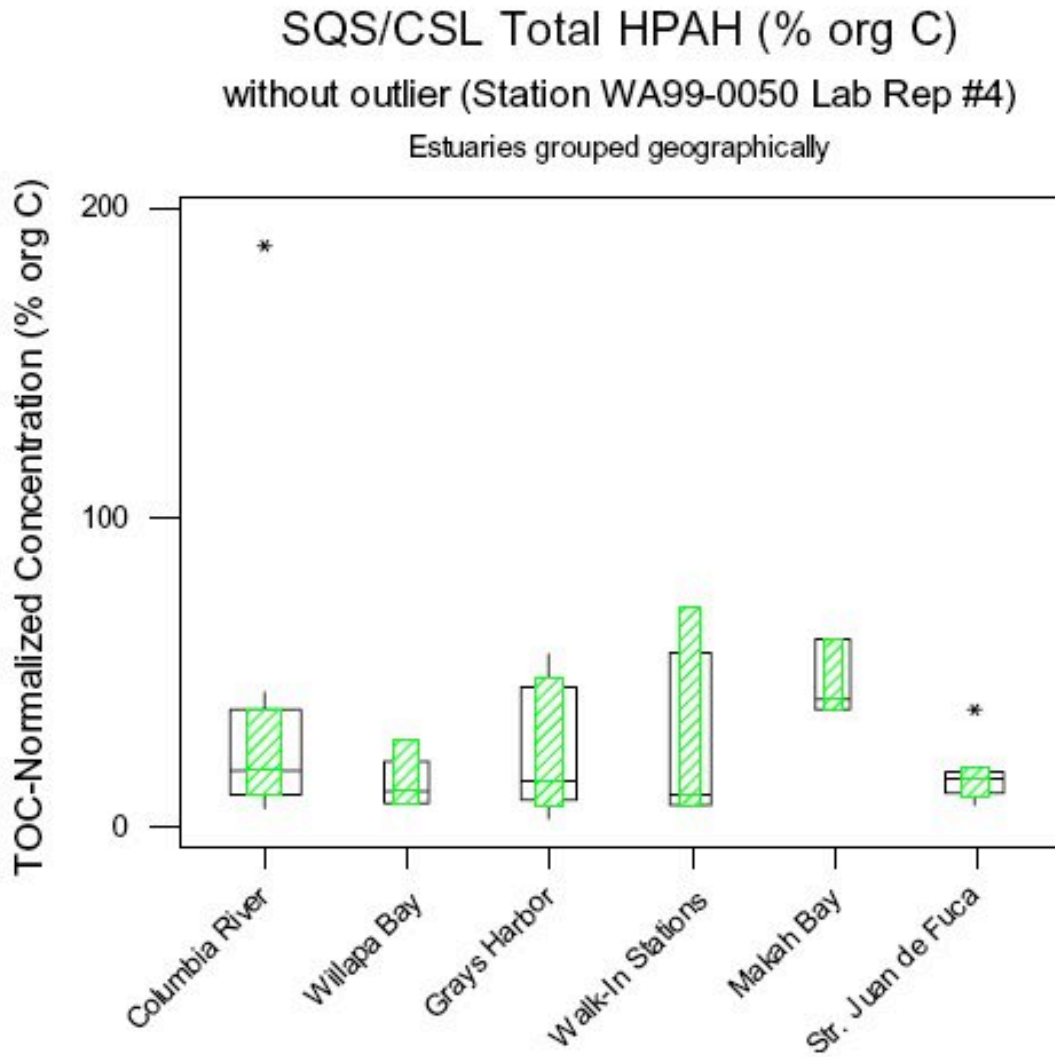 SQS/CSL Total HPAH (% org C)
without outlier (Station WA99-0050 Lab Rep #4)
Estuaries grouped geographically
TOC-Normalized Concentration (% org C)
200
100
0
*
*
Columbia River
Willapa Bay
Grays Harbor
Walk-In Stations
Makah Bay
Str. Juan de Fuca